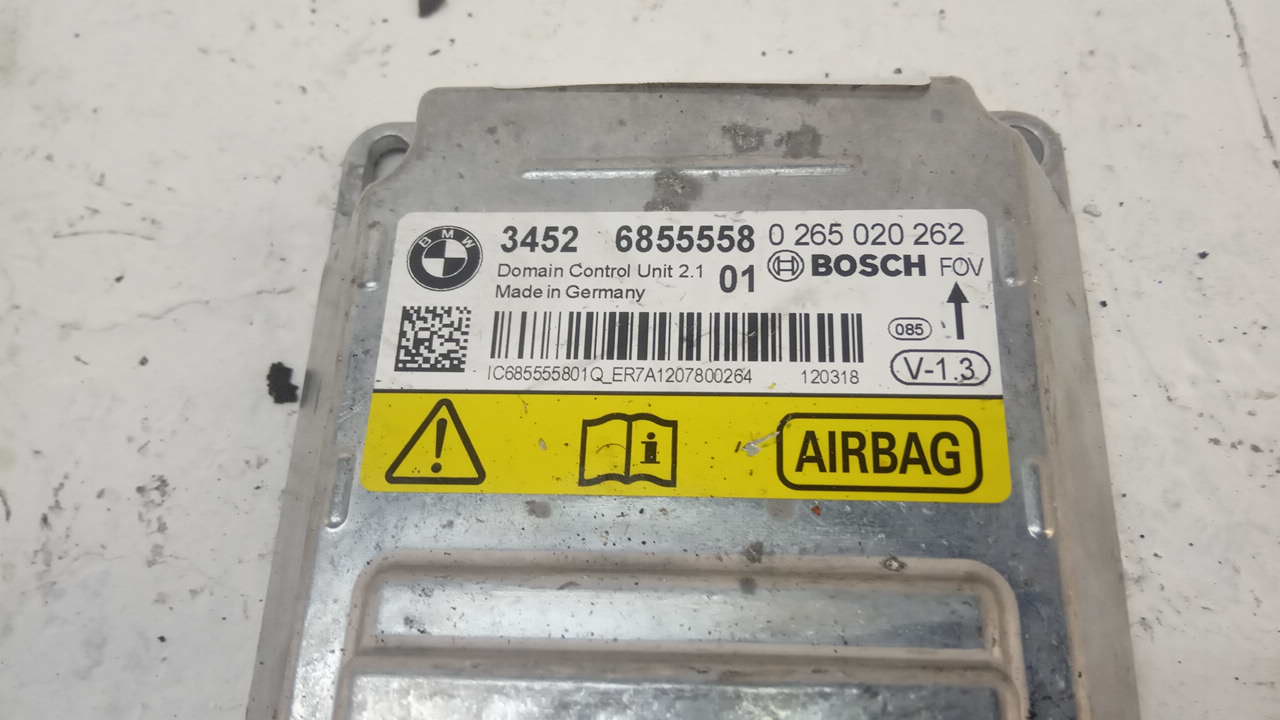 BMW
3452 6855558 0 265 020 262
Domain Control Unit 2.1 01 BOSCH FOV
Made in Germany
085
V-1.3
IC685555801Q_ER7A1207800264 120318
AIRBAG